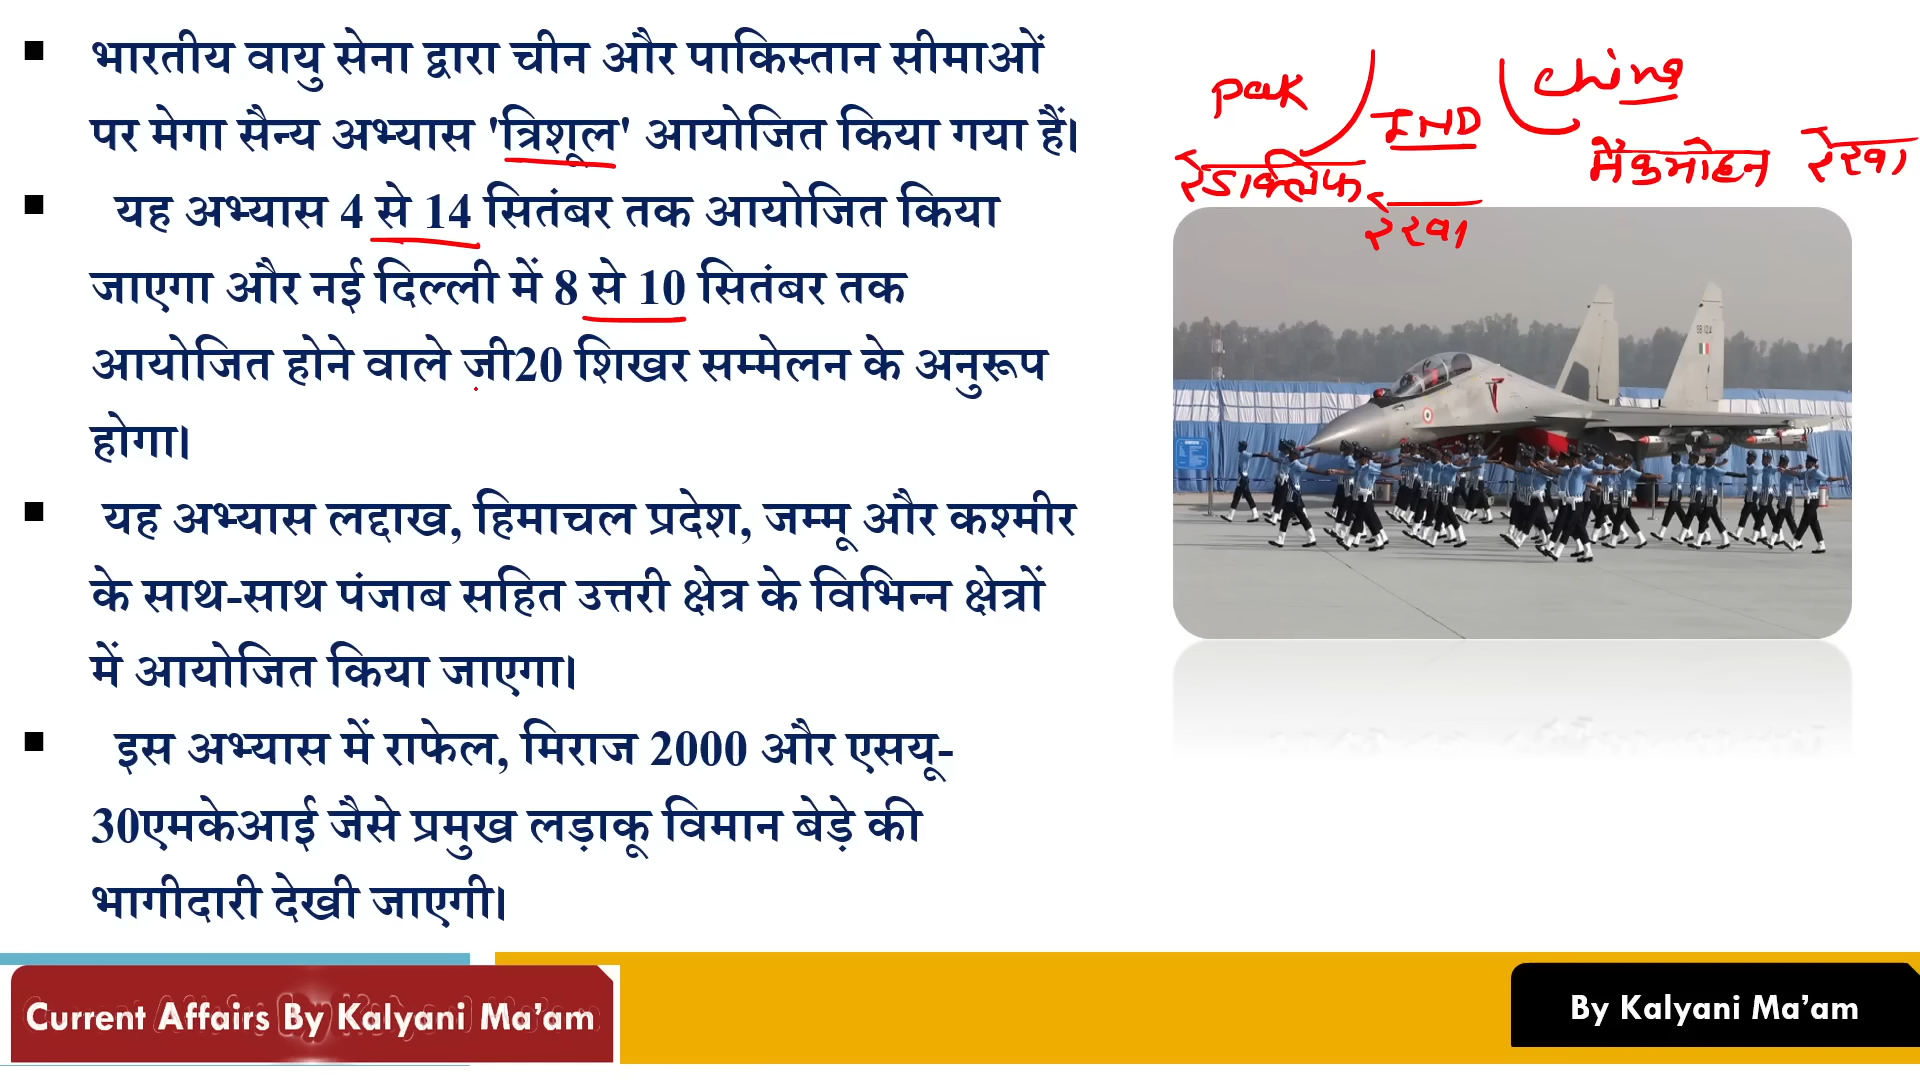 भारतीय वायु सेना द्वारा चीन और पाकिस्तान सीमाओं
पर मेगा सैन्य अभ्यास 'त्रिशूल' आयोजित किया गया हैं।
यह अभ्यास 4 से 14 सितंबर तक आयोजित किया
जाएगा और नई दिल्ली में 8 से 10 सितंबर तक
आयोजित होने वाले जी20 शिखर सम्मेलन के अनुरूप
होगा।
यह अभ्यास लद्दाख, हिमाचल प्रदेश, जम्मू और कश्मीर
के साथ-साथ पंजाब सहित उत्तरी क्षेत्र के विभिन्न क्षेत्रों
में आयोजित किया जाएगा।
इस अभ्यास में राफेल, मिराज 2000 और एसयू-
30एमकेआई जैसे प्रमुख लड़ाकू विमान बेड़े की
भागीदारी देखी जाएगी।
Pak IND China
रेडक्लिफ रेखा
मैकमोहन रेखा
SB 124
Current Affairs By Kalyani Ma’am
By Kalyani Ma’am